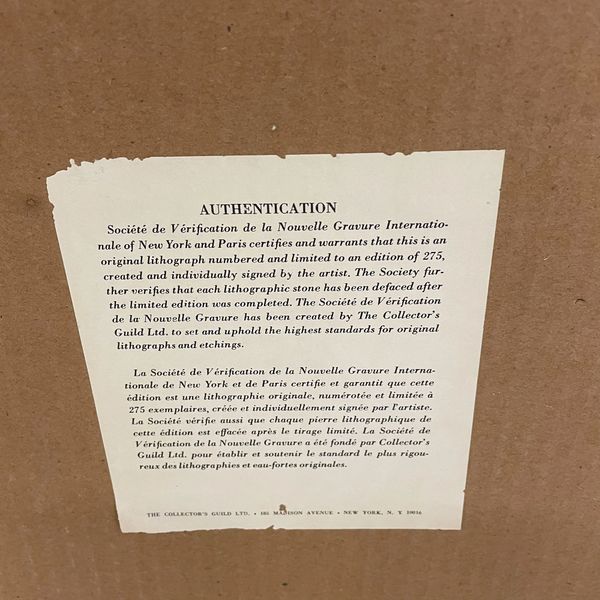 AUTHENTICATION
Société de Vérification de la Nouvelle Gravure Internatio-
nale of New York and Paris certifies and warrants that this is an
original lithograph numbered and limited to an edition of 275,
created and individually signed by the artist. The Society fur-
ther verifies that each lithographic stone has been defaced after
the limited edition was completed. The Société de Vérification
de la Nouvelle Gravure has been created by The Collector's
Guild Ltd. to set and uphold the highest standards for original
lithographs and etchings.
La Société de Vérification de la Nouvelle Gravure Interna-
tionale de New York et de Paris certifie et garantit que cette
édition est une lithographie originale, numérotée et limitée à
275 exemplaires, créée et individuellement signée par l'artiste.
La Société vérifie aussi que chaque pierre lithographique de
cette édition est effacée après le tirage limité. La Société de
Vérification de la Nouvelle Gravure a été fondé par Collector's
Guild Ltd. pour établir et soutenir le standard le plus rigou-
reux des lithographies et eau-fortes originales.
THE COLLECTOR'S GUILD LTD. • 185 MADISON AVENUE • NEW YORK, N. Y 10016